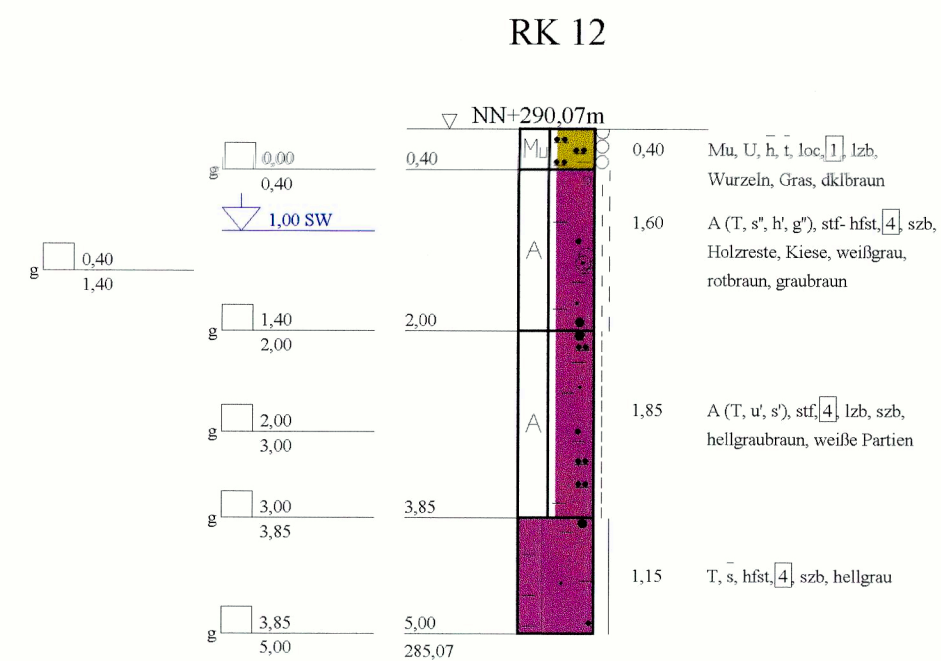 RK 12
NN+290,07m
Mu
g 0,00
0,40
0,40
0,40
Mu, U, h̄, t̄, loc, 1, lzb,
Wurzeln, Gras, dklbraun
1,00 SW
1,60
A (T, s", h', g"), stf- hfst, 4, szb,
Holzreste, Kiese, weißgrau,
rotbraun, graubraun
A
g 0,40
1,40
g 1,40
2,00
2,00
g 2,00
3,00
A
1,85
A (T, u', s'), stf, 4, lzb, szb,
hellgraubraun, weiße Partien
g 3,00
3,85
3,85
1,15
T, s̄, hfst, 4, szb, hellgrau
g 3,85
5,00
5,00
285,07